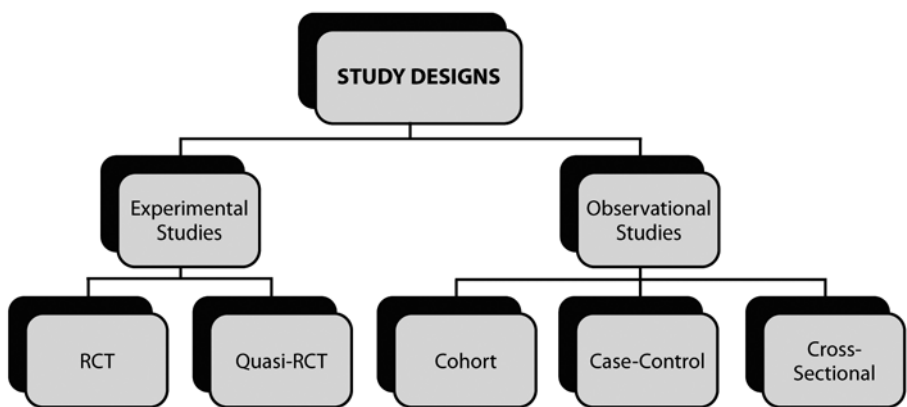 STUDY DESIGNS
Experimental
Studies
Observational
Studies
RCT
Quasi-RCT
Cohort
Case-Control
Cross-
Sectional